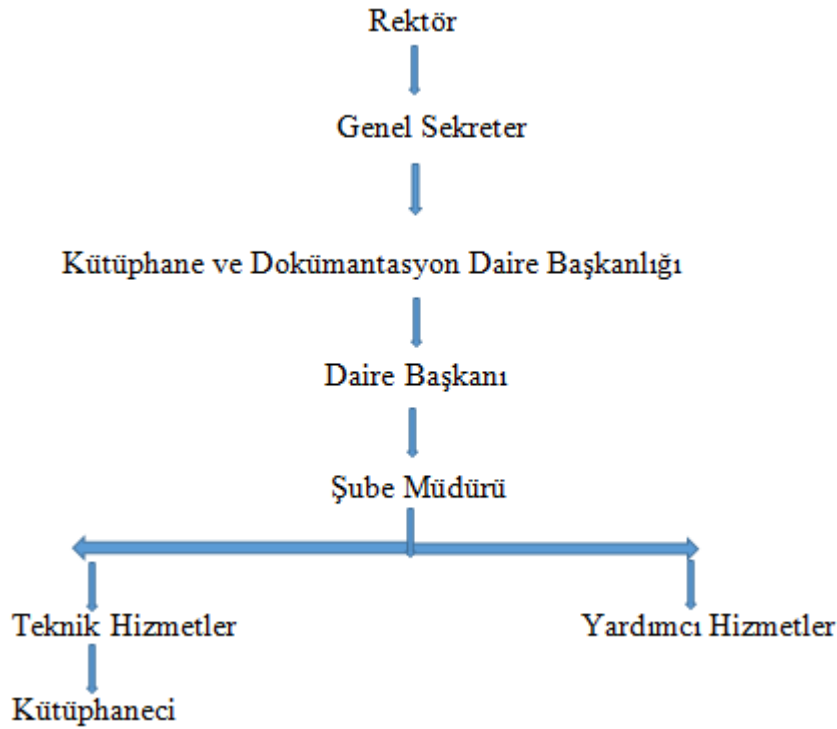 Rektör
Genel Sekreter
Kütüphane ve Dokümantasyon Daire Başkanlığı
Daire Başkanı
Şube Müdürü
Teknik Hizmetler
Yardımcı Hizmetler
Kütüphaneci